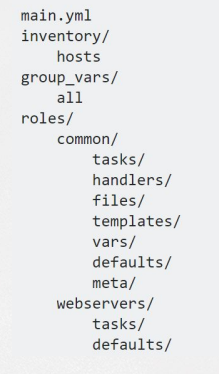 main.yml
inventory/
    hosts
group_vars/
    all
roles/
    common/
        tasks/
        handlers/
        files/
        templates/
        vars/
        defaults/
        meta/
    webservers/
        tasks/
        defaults/